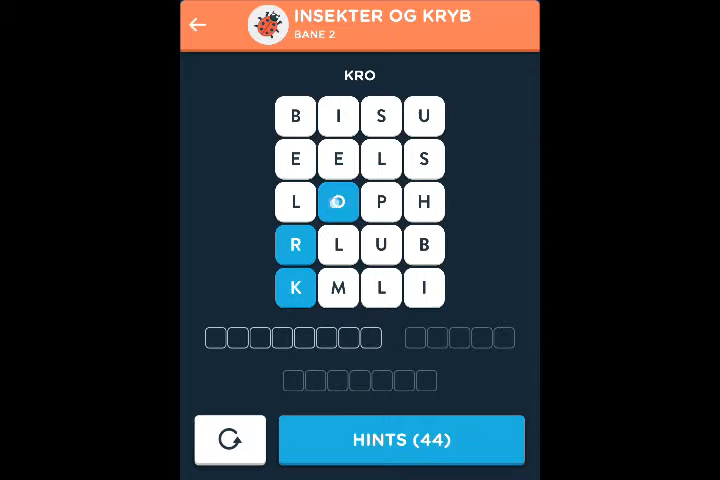 INSEKTER OG KRYB
BANE 2
KRO
B I S U
E E L S
L O P H
R L U B
K M L I
HINTS (44)